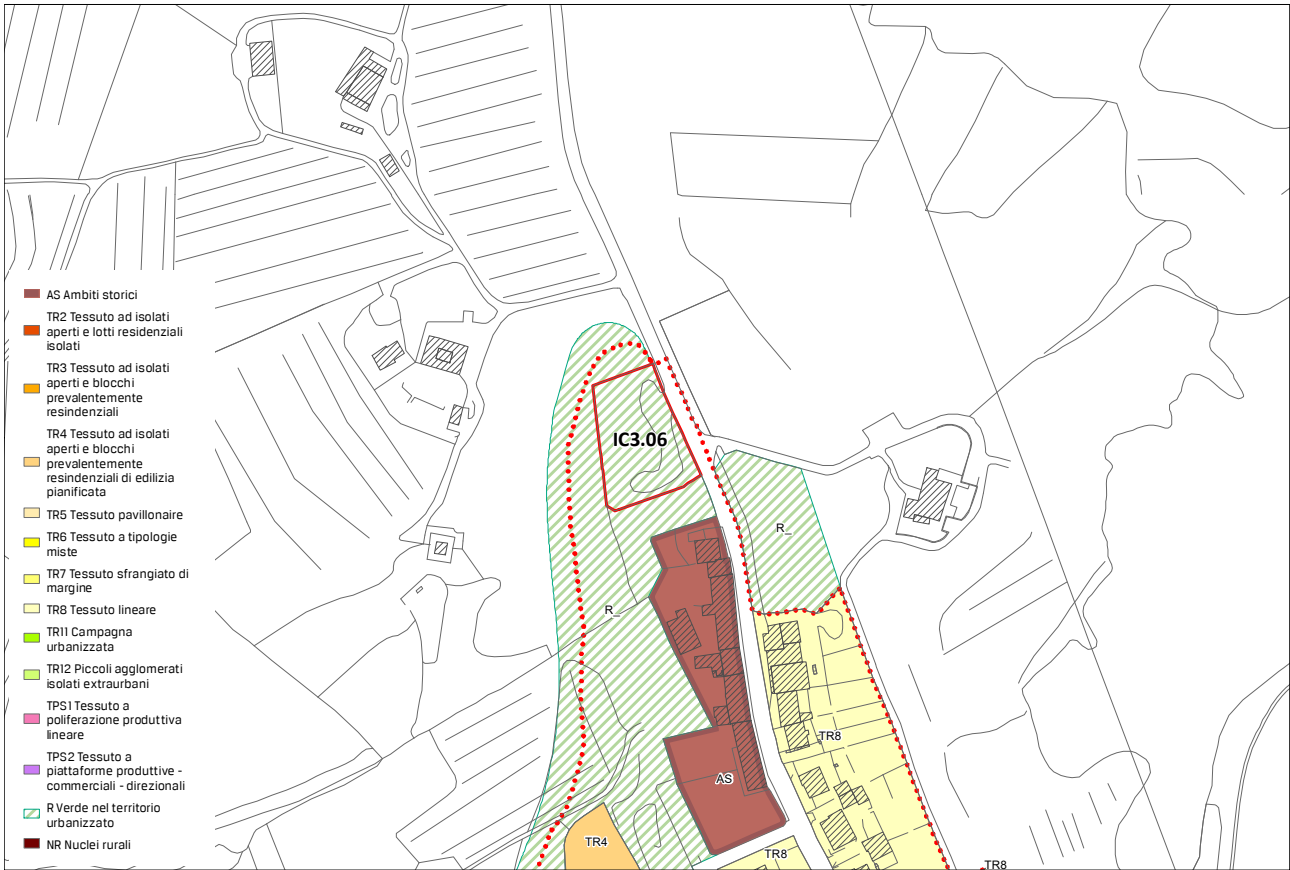 AS Ambiti storici
TR2 Tessuto ad isolati
aperti e lotti residenziali
isolati
TR3 Tessuto ad isolati
aperti e blocchi
prevalentemente
resindenziali
TR4 Tessuto ad isolati
aperti e blocchi
prevalentemente
resindenziali di edilizia
pianificata
TR5 Tessuto pavillonaire
TR6 Tessuto a tipologie
miste
TR7 Tessuto sfrangiato di
margine
TR8 Tessuto lineare
TR11 Campagna
urbanizzata
TR12 Piccoli agglomerati
isolati extraurbani
TPS1 Tessuto a
poliferazione produttiva
lineare
TPS2 Tessuto a
piattaforme produttive -
commerciali - direzionali
R Verde nel territorio
urbanizzato
NR Nuclei rurali
IC3.06
R_
R_
TR8
AS
TR4
TR8
TR8